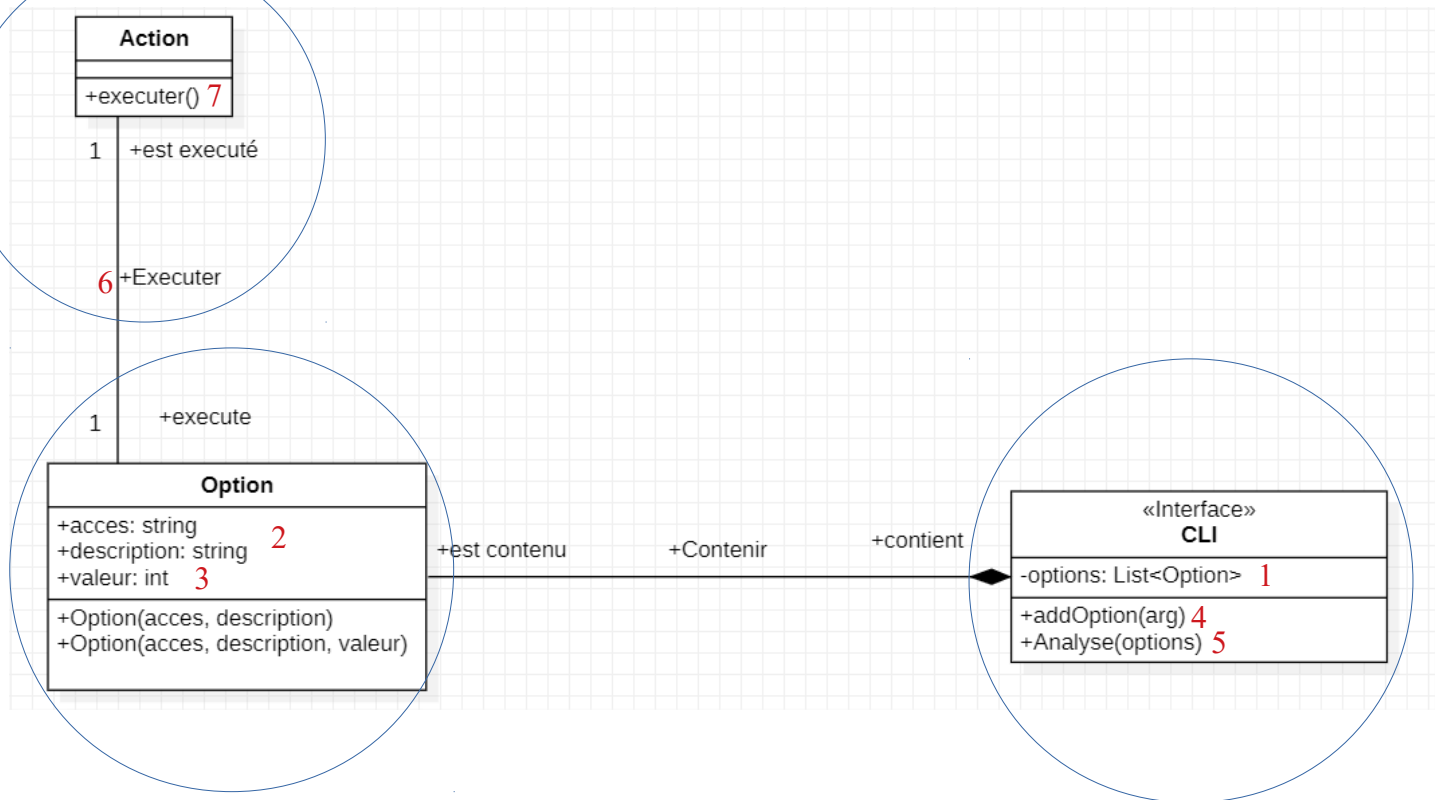 Action
+executer() 7
1 +est executé
6 +Executer
1 +execute
Option
+acces: string
+description: string 2
+valeur: int 3
+Option(acces, description)
+Option(acces, description, valeur)
+est contenu +Contenir +contient
«Interface»
CLI
-options: List<Option> 1
+addOption(arg) 4
+Analyse(options) 5